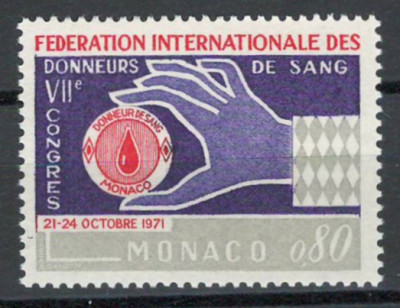 FEDERATION INTERNATIONALE DES
DONNEURS DE SANG
VIIe
CONGRES
DONNEUR DE SANG
MONACO
21-24 OCTOBRE 1971
MONACO 0,80